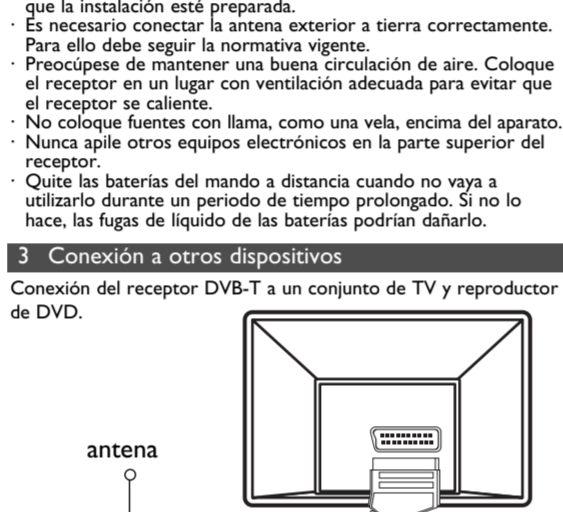 que la instalación esté preparada.
· Es necesario conectar la antena exterior a tierra correctamente.
Para ello debe seguir la normativa vigente.
· Preocúpese de mantener una buena circulación de aire. Coloque
el receptor en un lugar con ventilación adecuada para evitar que
el receptor se caliente.
· No coloque fuentes con llama, como una vela, encima del aparato.
· Nunca apile otros equipos electrónicos en la parte superior del
receptor.
· Quite las baterías del mando a distancia cuando no vaya a
utilizarlo durante un periodo de tiempo prolongado. Si no lo
hace, las fugas de líquido de las baterías podrían dañarlo.
3 Conexión a otros dispositivos
Conexión del receptor DVB-T a un conjunto de TV y reproductor
de DVD.
antena